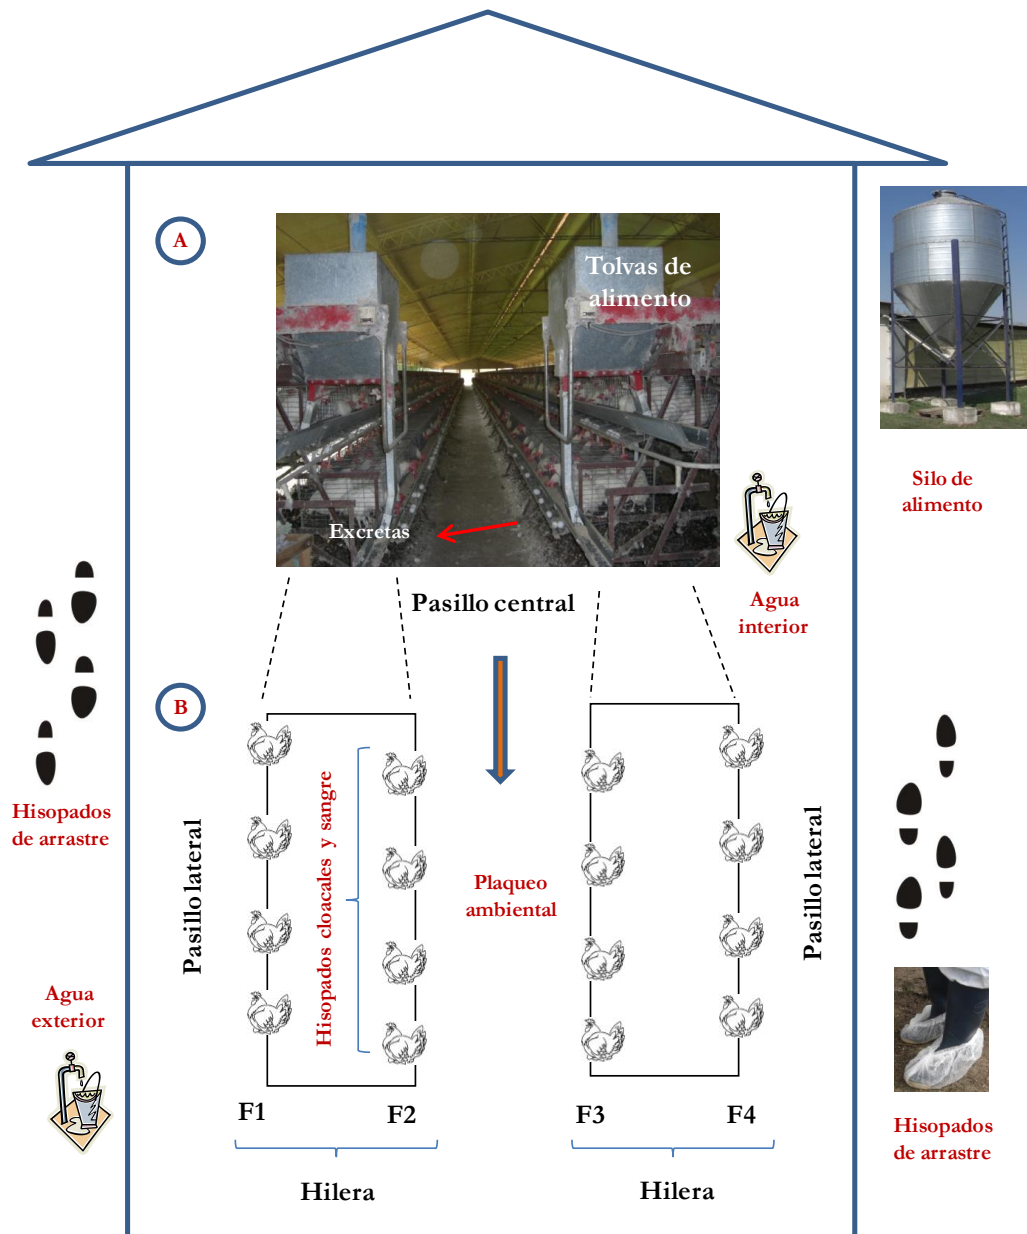 A
Tolvas de
alimento
Excretas
Silo de
alimento
Pasillo central
Agua
interior
B
Hisopados
de arrastre
Pasillo lateral
Hisopados cloacales y sangre
Plaqueo
ambiental
Pasillo lateral
Agua
exterior
F1
F2
F3
F4
Hisopados
de arrastre
Hilera
Hilera